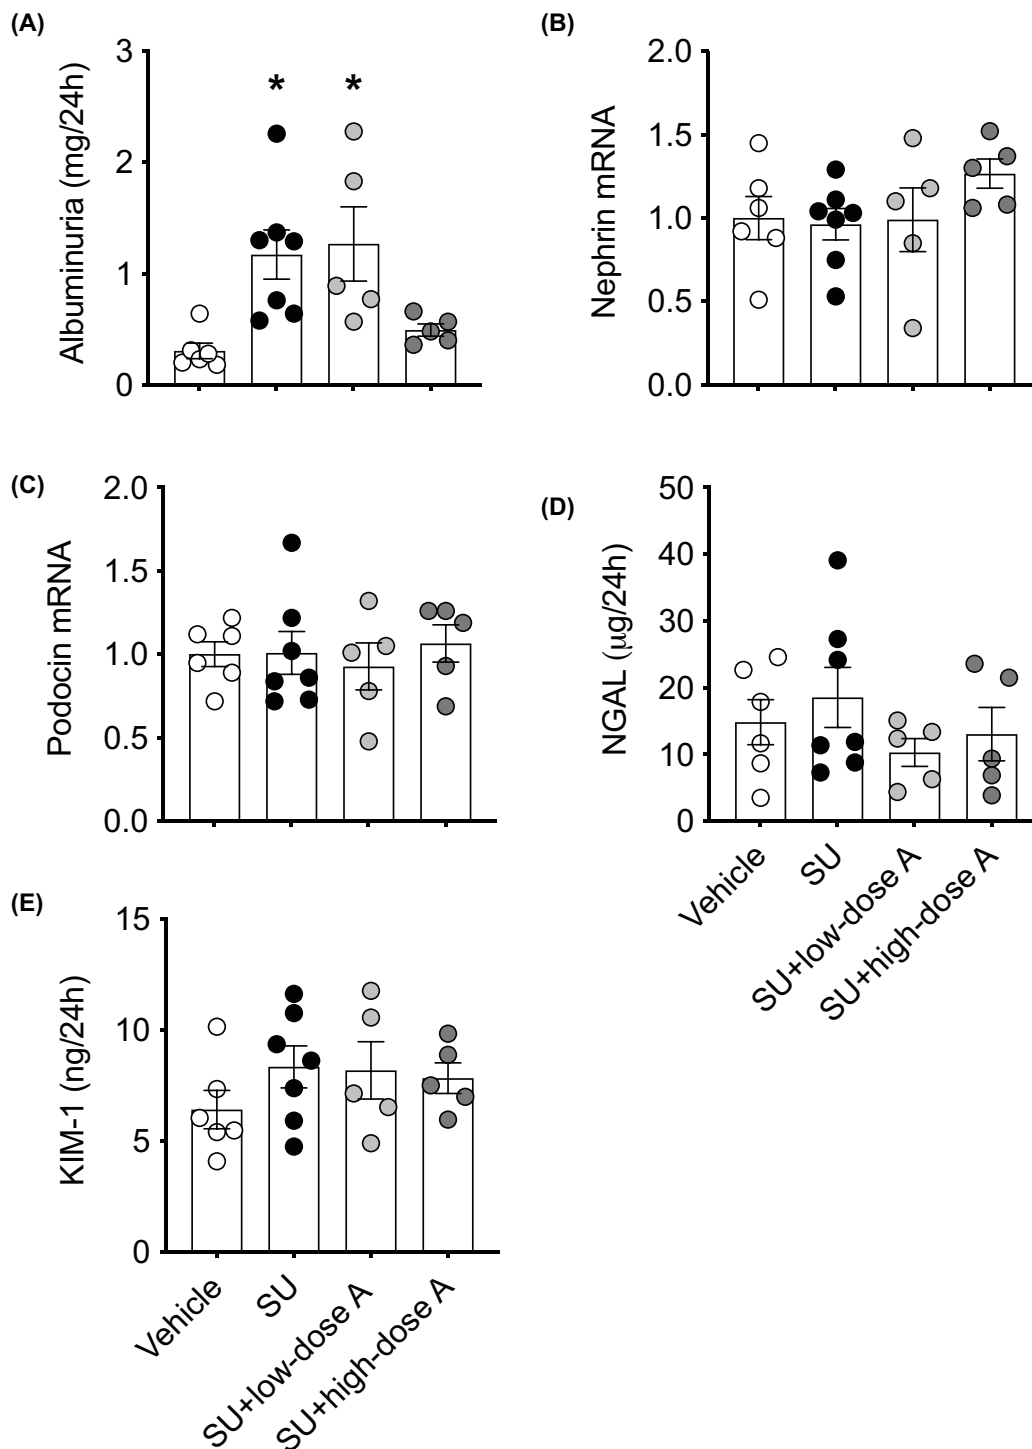 (A)
Albuminuria (mg/24h)
3
2
1
0
*
*
(B)
Nephrin mRNA
2.0
1.5
1.0
0.5
0.0
(C)
Podocin mRNA
2.0
1.5
1.0
0.5
0.0
(D)
NGAL (μg/24h)
50
40
30
20
10
0
Vehicle
SU
SU+low-dose A
SU+high-dose A
(E)
KIM-1 (ng/24h)
15
10
5
0
Vehicle
SU
SU+low-dose A
SU+high-dose A